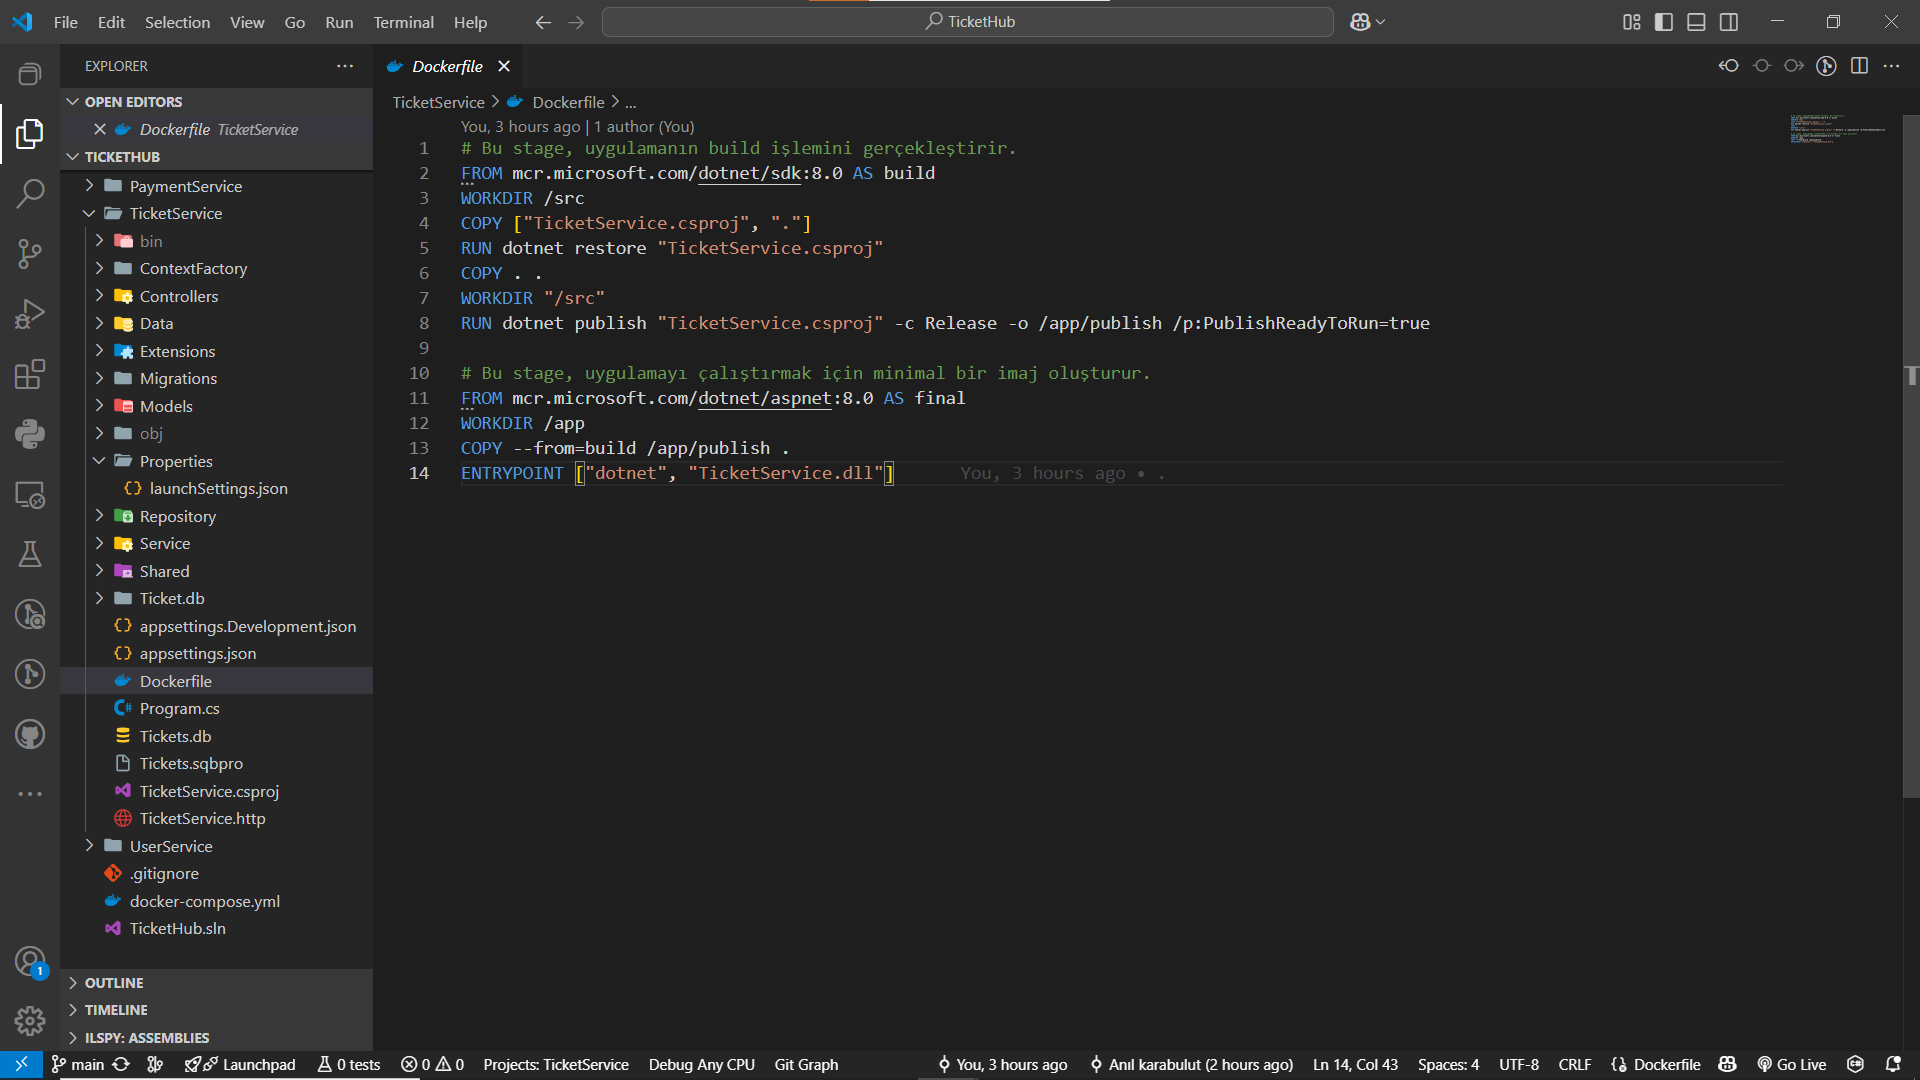 File Edit Selection View Go Run Terminal Help
TicketHub
EXPLORER
OPEN EDITORS
Dockerfile TicketService
TICKETHUB
PaymentService
TicketService
bin
ContextFactory
Controllers
Data
Extensions
Migrations
Models
obj
Properties
launchSettings.json
Repository
Service
Shared
Ticket.db
appsettings.Development.json
appsettings.json
Dockerfile
Program.cs
Tickets.db
Tickets.sqbpro
TicketService.csproj
TicketService.http
UserService
.gitignore
docker-compose.yml
TicketHub.sln
OUTLINE
TIMELINE
ILSPY: ASSEMBLIES
1
Dockerfile
TicketService > Dockerfile > ...
You, 3 hours ago | 1 author (You)
1 # Bu stage, uygulamanın build işlemini gerçekleştirir.
2 FROM mcr.microsoft.com/dotnet/sdk:8.0 AS build
3 WORKDIR /src
4 COPY ["TicketService.csproj", "."]
5 RUN dotnet restore "TicketService.csproj"
6 COPY . .
7 WORKDIR "/src"
8 RUN dotnet publish "TicketService.csproj" -c Release -o /app/publish /p:PublishReadyToRun=true
9
10 # Bu stage, uygulamayı çalıştırmak için minimal bir imaj oluşturur.
11 FROM mcr.microsoft.com/dotnet/aspnet:8.0 AS final
12 WORKDIR /app
13 COPY --from=build /app/publish .
14 ENTRYPOINT ["dotnet", "TicketService.dll"] You, 3 hours ago • .
main Launchpad 0 tests 0 0 Projects: TicketService Debug Any CPU Git Graph You, 3 hours ago Anıl karabulut (2 hours ago) Ln 14, Col 43 Spaces: 4 UTF-8 CRLF Dockerfile Go Live